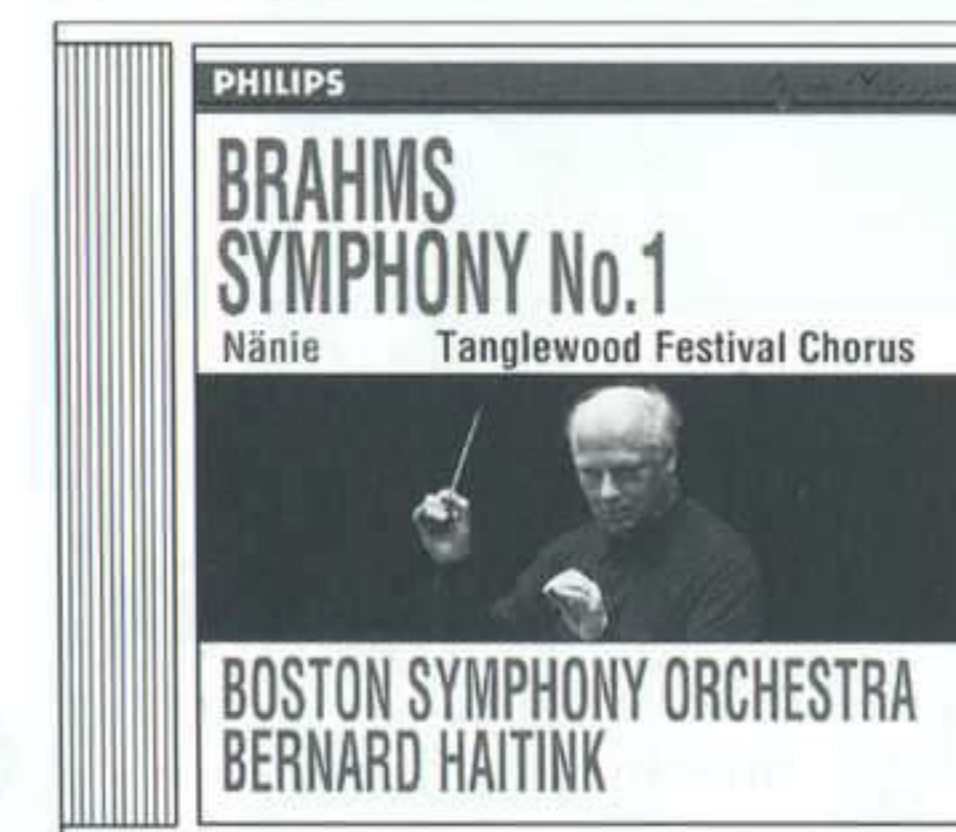 PHILIPS
BRAHMS
SYMPHONY No.1
Nänie Tanglewood Festival Chorus
BOSTON SYMPHONY ORCHESTRA
BERNARD HAITINK